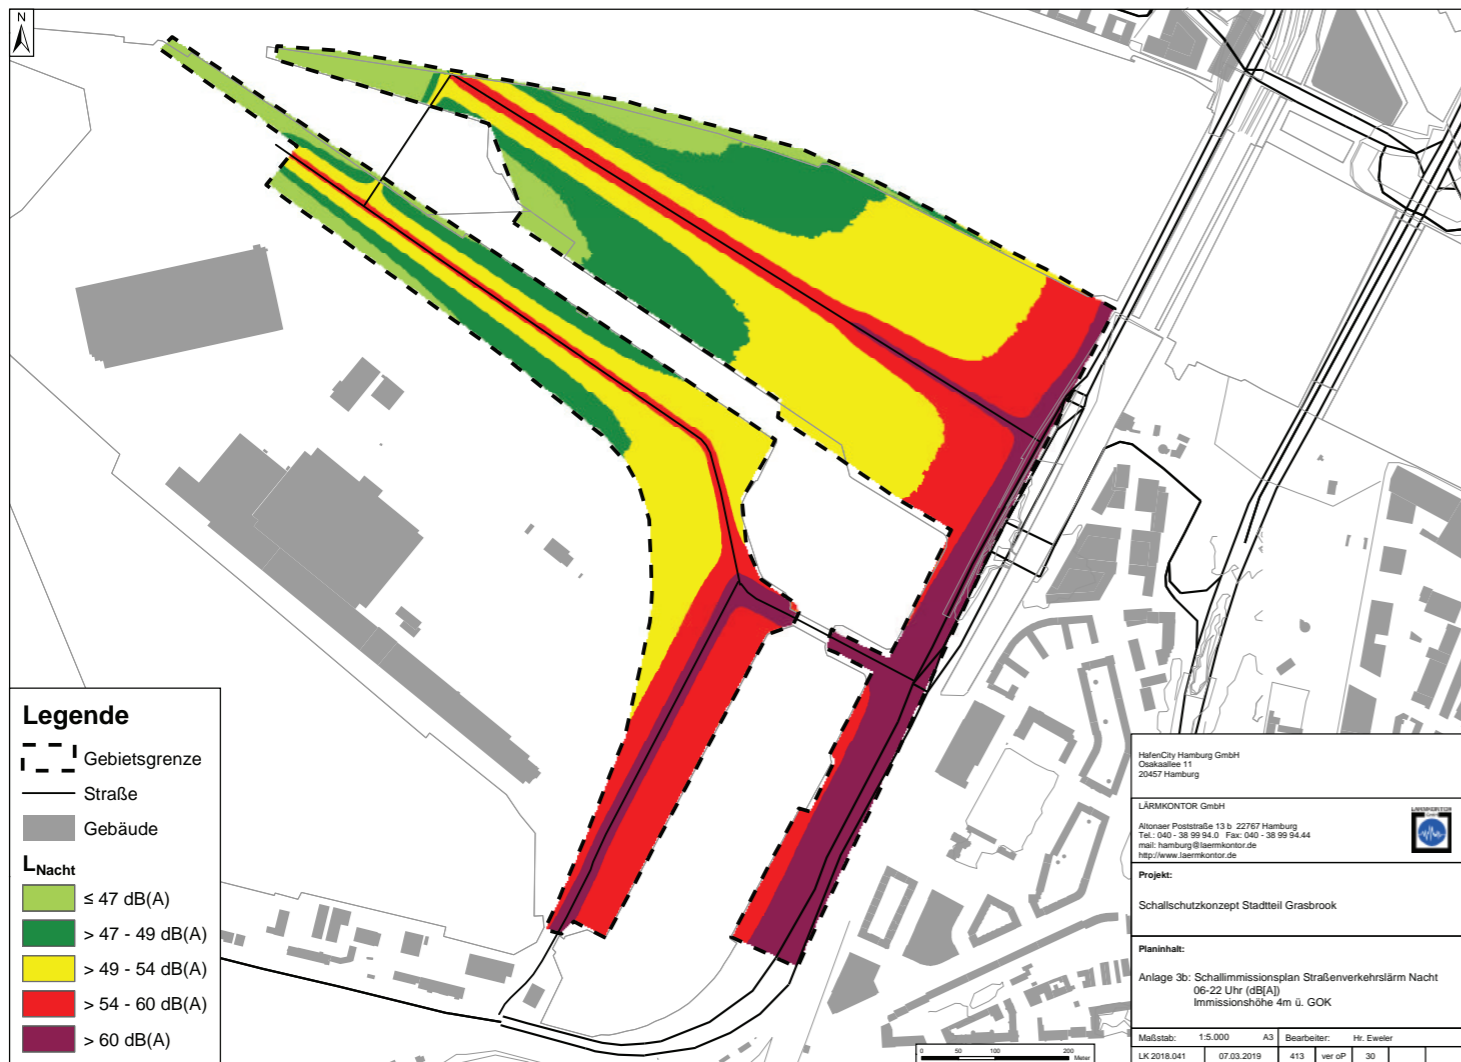 N
Legende
Gebietsgrenze
Straße
Gebäude
LNacht
≤ 47 dB(A)
> 47 - 49 dB(A)
> 49 - 54 dB(A)
> 54 - 60 dB(A)
> 60 dB(A)
0 50 100 200
Meter
HafenCity Hamburg GmbH
Osakaallee 11
20457 Hamburg
LÄRMKONTOR GmbH
Altonaer Poststraße 13 b 22767 Hamburg
Tel.: 040 - 38 99 94.0 Fax: 040 - 38 99 94.44
mail: hamburg@laermkontor.de
http://www.laermkontor.de
LÄRMKONTOR
Projekt:
Schallschutzkonzept Stadtteil Grasbrook
Planinhalt:
Anlage 3b: Schallimmissionsplan Straßenverkehrslärm Nacht
06-22 Uhr (dB[A])
Immissionshöhe 4m ü. GOK
Maßstab: 1:5.000 A3 Bearbeiter: Hr. Eweler
LK 2018.041 07.03.2019 413 ver oP 30